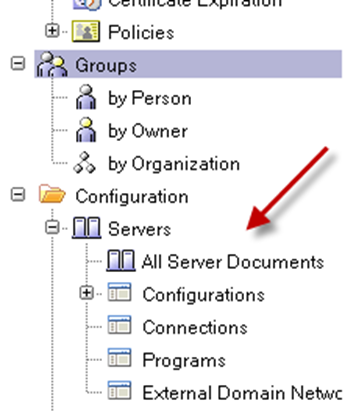 Certificate Expiration
Policies
Groups
by Person
by Owner
by Organization
Configuration
Servers
All Server Documents
Configurations
Connections
Programs
External Domain Netwo